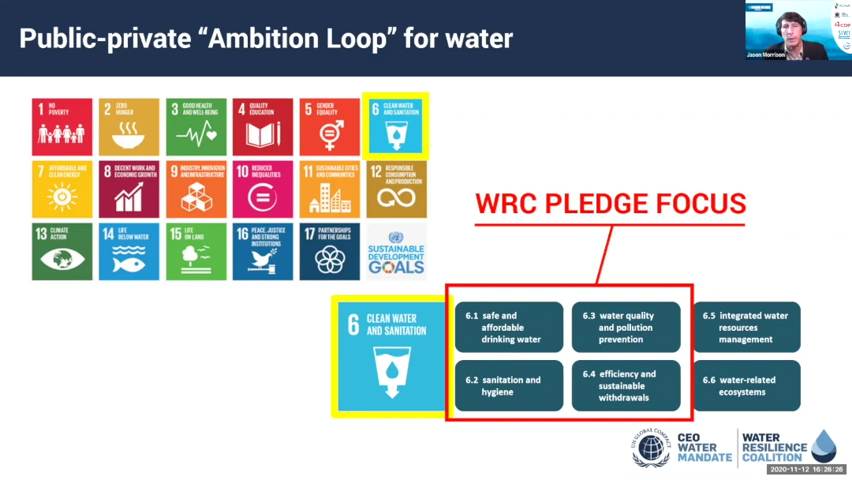 Public-private “Ambition Loop” for water
Jason Morrison
1 NO
POVERTY
2 ZERO
HUNGER
3 GOOD HEALTH
AND WELL-BEING
4 QUALITY
EDUCATION
5 GENDER
EQUALITY
6 CLEAN WATER
AND SANITATION
7 AFFORDABLE AND
CLEAN ENERGY
8 DECENT WORK AND
ECONOMIC GROWTH
9 INDUSTRY, INNOVATION
AND INFRASTRUCTURE
10 REDUCED
INEQUALITIES
11 SUSTAINABLE CITIES
AND COMMUNITIES
12 RESPONSIBLE
CONSUMPTION
AND PRODUCTION
13 CLIMATE
ACTION
14 LIFE
BELOW WATER
15 LIFE
ON LAND
16 PEACE, JUSTICE
AND STRONG
INSTITUTIONS
17 PARTNERSHIPS
FOR THE GOALS
SUSTAINABLE
DEVELOPMENT
GOALS
WRC PLEDGE FOCUS
6 CLEAN WATER
AND SANITATION
6.1 safe and
affordable
drinking water
6.3 water quality
and pollution
prevention
6.5 integrated water
resources
management
6.2 sanitation and
hygiene
6.4 efficiency and
sustainable
withdrawals
6.6 water-related
ecosystems
UN GLOBAL COMPACT
CEO
WATER
MANDATE
WATER
RESILIENCE
COALITION
2020-11-12 16:26:26